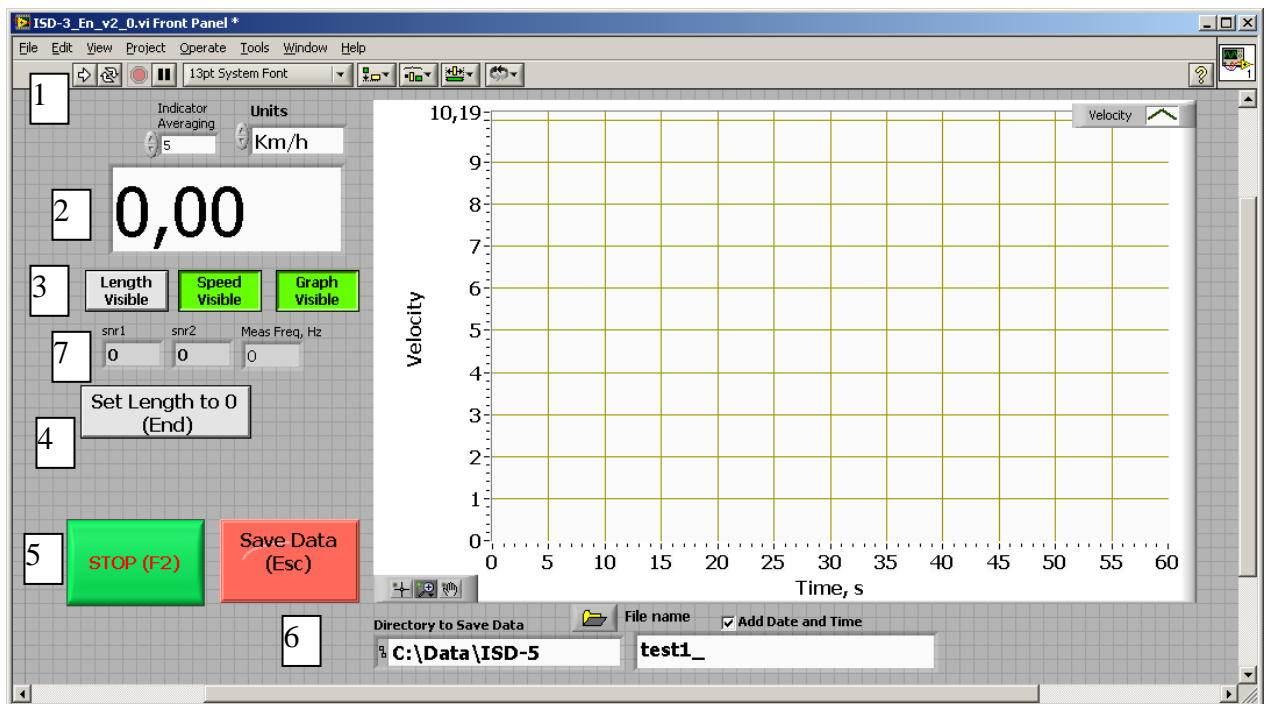 ISD-3_En_v2_0.vi Front Panel *
File Edit View Project Operate Tools Window Help
13pt System Font
1
1
Indicator
Averaging
5
Units
Km/h
2
0,00
3
Length
Visible
Speed
Visible
Graph
Visible
7
snr1
0
snr2
0
Meas Freq, Hz
0
4
Set Length to 0
(End)
5
STOP (F2)
Save Data
(Esc)
Velocity
10,19
9
8
7
6
5
4
3
2
1
0
Velocity
0 5 10 15 20 25 30 35 40 45 50 55 60
Time, s
6
Directory to Save Data
C:\Data\ISD-5
File name
Add Date and Time
test1_